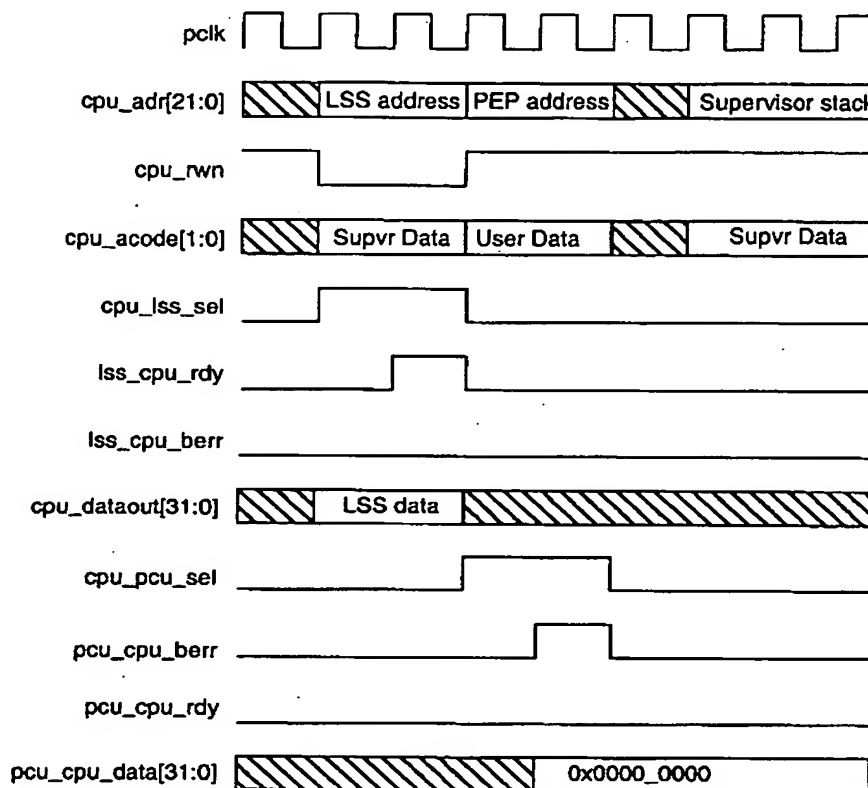 pclk
cpu_adr[21:0] LSS address PEP address Supervisor stack
cpu_rwn
cpu_acode[1:0] Supvr Data User Data Supvr Data
cpu_lss_sel
lss_cpu_rdy
lss_cpu_berr
cpu_dataout[31:0] LSS data
cpu_pcu_sel
pcu_cpu_berr
pcu_cpu_rdy
pcu_cpu_data[31:0] 0x0000_0000